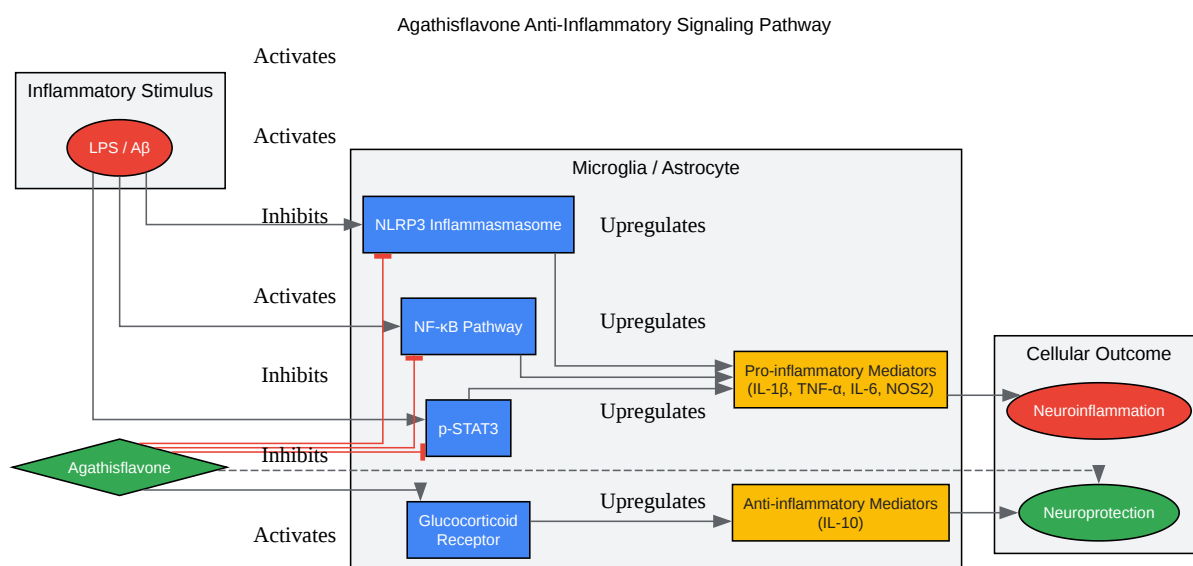 Agathisflavone Anti-Inflammatory Signaling Pathway
Activates
Inflammatory Stimulus
LPS / Aβ
Activates
Microglia / Astrocyte
Inhibits
NLRP3 Inflammasmasome
Upregulates
Activates
NF-κB Pathway
Upregulates
Cellular Outcome
Inhibits
Pro-inflammatory Mediators
(IL-1β, TNF-α, IL-6, NOS2)
Upregulates
Neuroinflammation
p-STAT3
Inhibits
Agathisflavone
Upregulates
Anti-inflammatory Mediators
(IL-10)
Neuroprotection
Glucocorticoid
Receptor
Activates